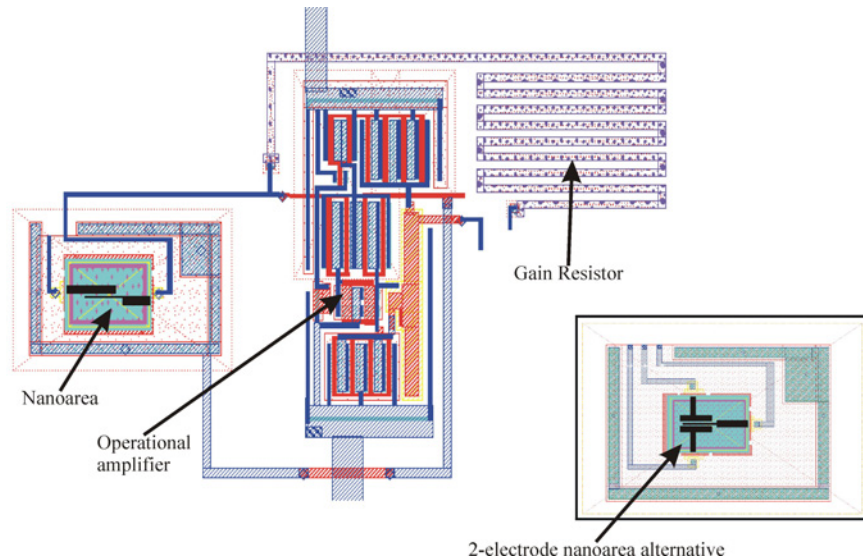 Gain Resistor
Nanoarea
Operational
amplifier
2-electrode nanoarea alternative